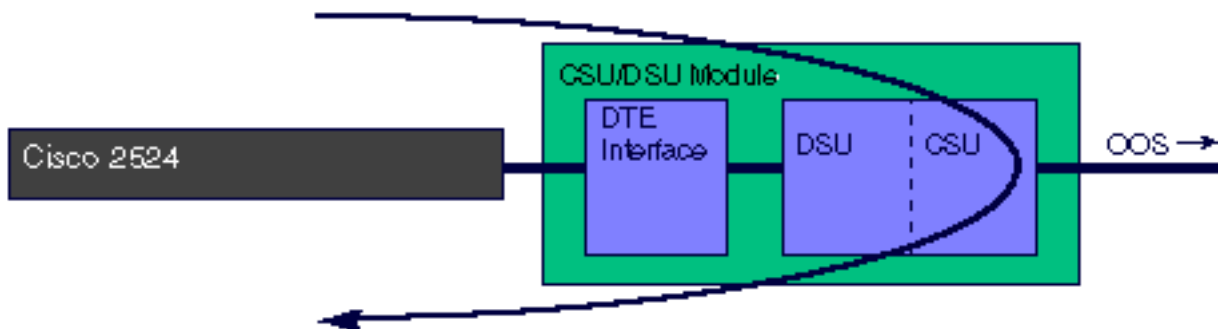 CSU/DSU Module
DTE
Interface
DSU
CSU
Cisco 2524
OOS